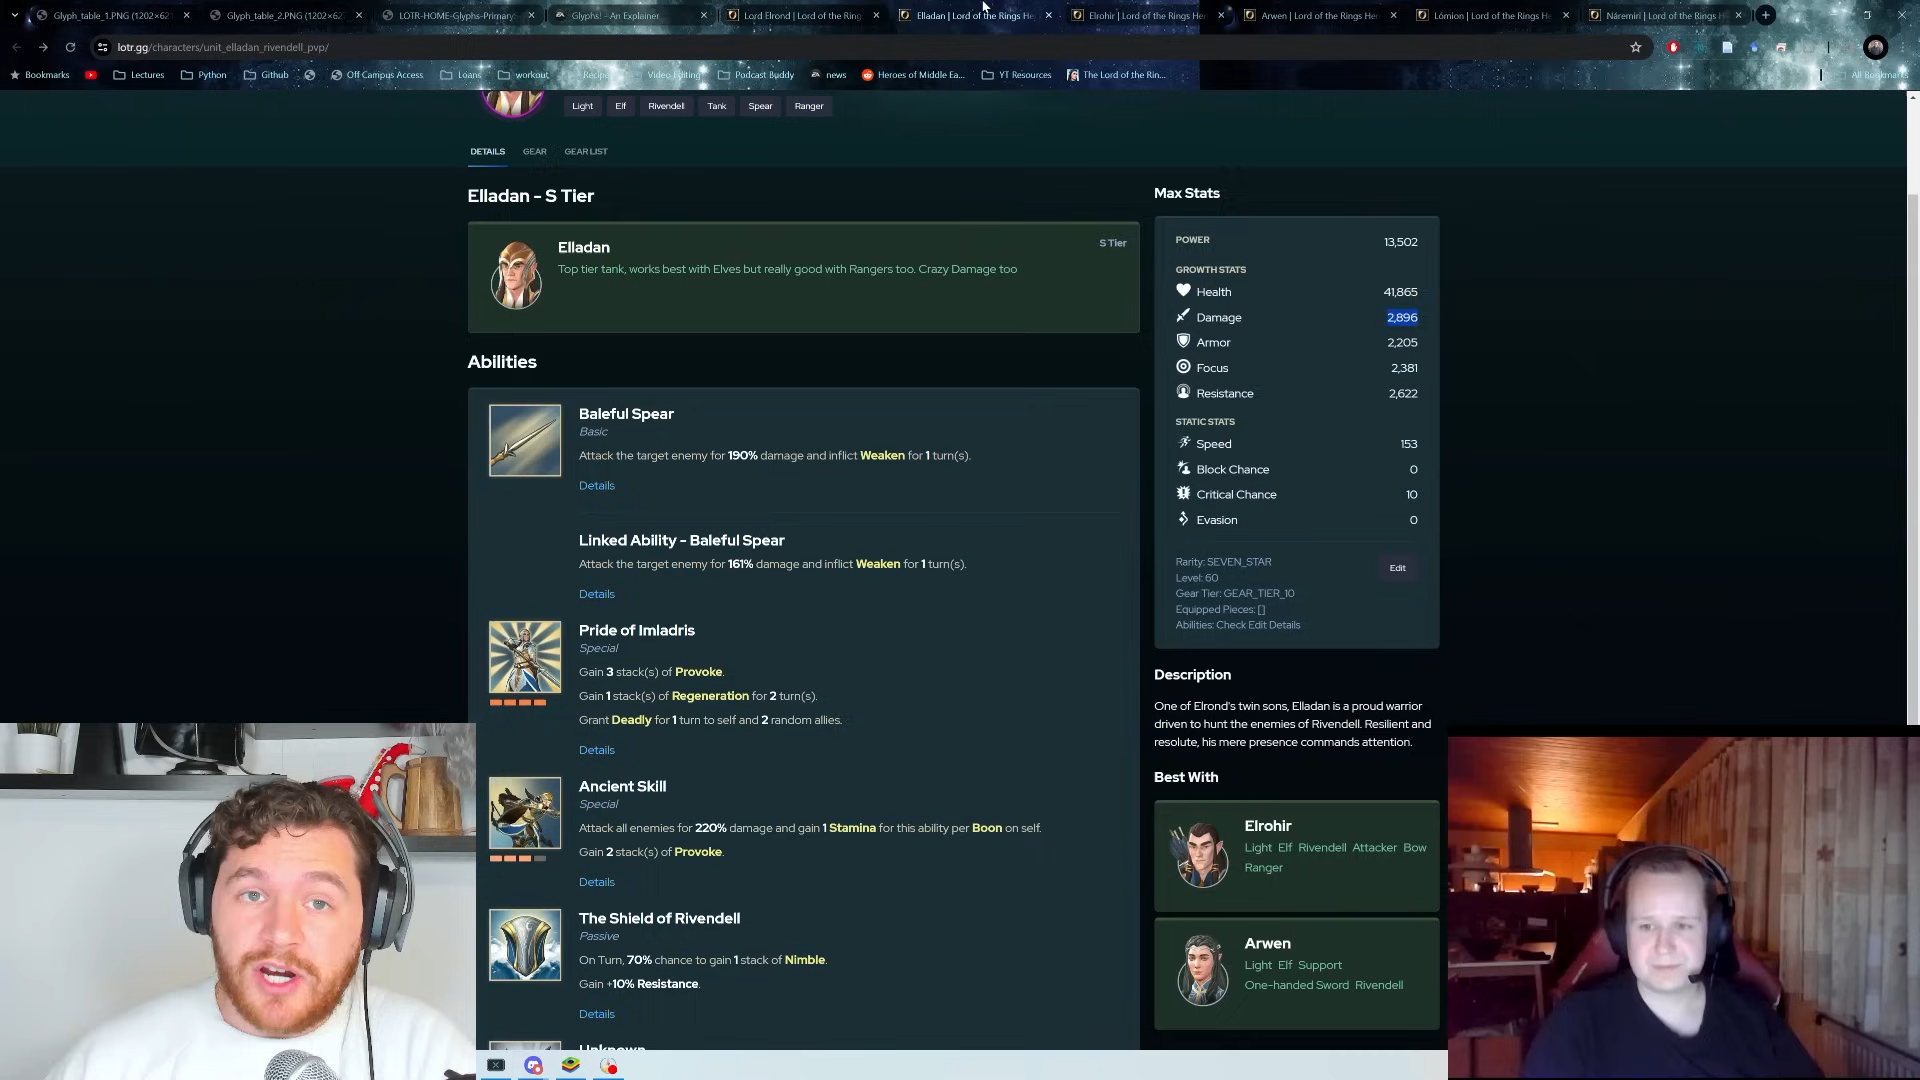 Glyph_table_1.PNG (1202×621
Glyph_table_2.PNG (1202×62
LOTR-HOME-Glyphs-Primary
Glyphs! - An Explainer
Lord Elrond | Lord of the Ring
Elladan | Lord of the Rings He
Elrohir | Lord of the Rings Her
Arwen | Lord of the Rings Her
Lómion | Lord of the Rings He
Náremirí | Lord of the Rings H
lotr.gg/characters/unit_elladan_rivendell_pvp/
Bookmarks
Lectures
Python
Github
Off Campus Access
Loans
workout
Recipe
Video Editing
Podcast Buddy
news
Heroes of Middle Ea...
YT Resources
The Lord of the Rin...
All Bookmarks
Light
Elf
Rivendell
Tank
Spear
Ranger
DETAILS
GEAR
GEAR LIST
Elladan - S Tier
Elladan
S Tier
Top tier tank, works best with Elves but really good with Rangers too. Crazy Damage too
Abilities
Baleful Spear
Basic
Attack the target enemy for 190% damage and inflict Weaken for 1 turn(s).
Details
Linked Ability - Baleful Spear
Attack the target enemy for 161% damage and inflict Weaken for 1 turn(s).
Details
Pride of Imladris
Special
Gain 3 stack(s) of Provoke.
Gain 1 stack(s) of Regeneration for 2 turn(s).
Grant Deadly for 1 turn to self and 2 random allies.
Details
Ancient Skill
Special
Attack all enemies for 220% damage and gain 1 Stamina for this ability per Boon on self.
Gain 2 stack(s) of Provoke.
Details
The Shield of Rivendell
Passive
On Turn, 70% chance to gain 1 stack of Nimble.
Gain +10% Resistance.
Details
Unknown
Max Stats
POWER 13,502
GROWTH STATS
Health 41,865
Damage 2,896
Armor 2,205
Focus 2,381
Resistance 2,622
STATIC STATS
Speed 153
Block Chance 0
Critical Chance 10
Evasion 0
Rarity: SEVEN_STAR
Level: 60
Gear Tier: GEAR_TIER_10
Equipped Pieces: []
Abilities: Check Edit Details
Edit
Description
One of Elrond's twin sons, Elladan is a proud warrior
driven to hunt the enemies of Rivendell. Resilient and
resolute, his mere presence commands attention.
Best With
Elrohir
Light Elf Rivendell Attacker Bow
Ranger
Arwen
Light Elf Support
One-handed Sword Rivendell